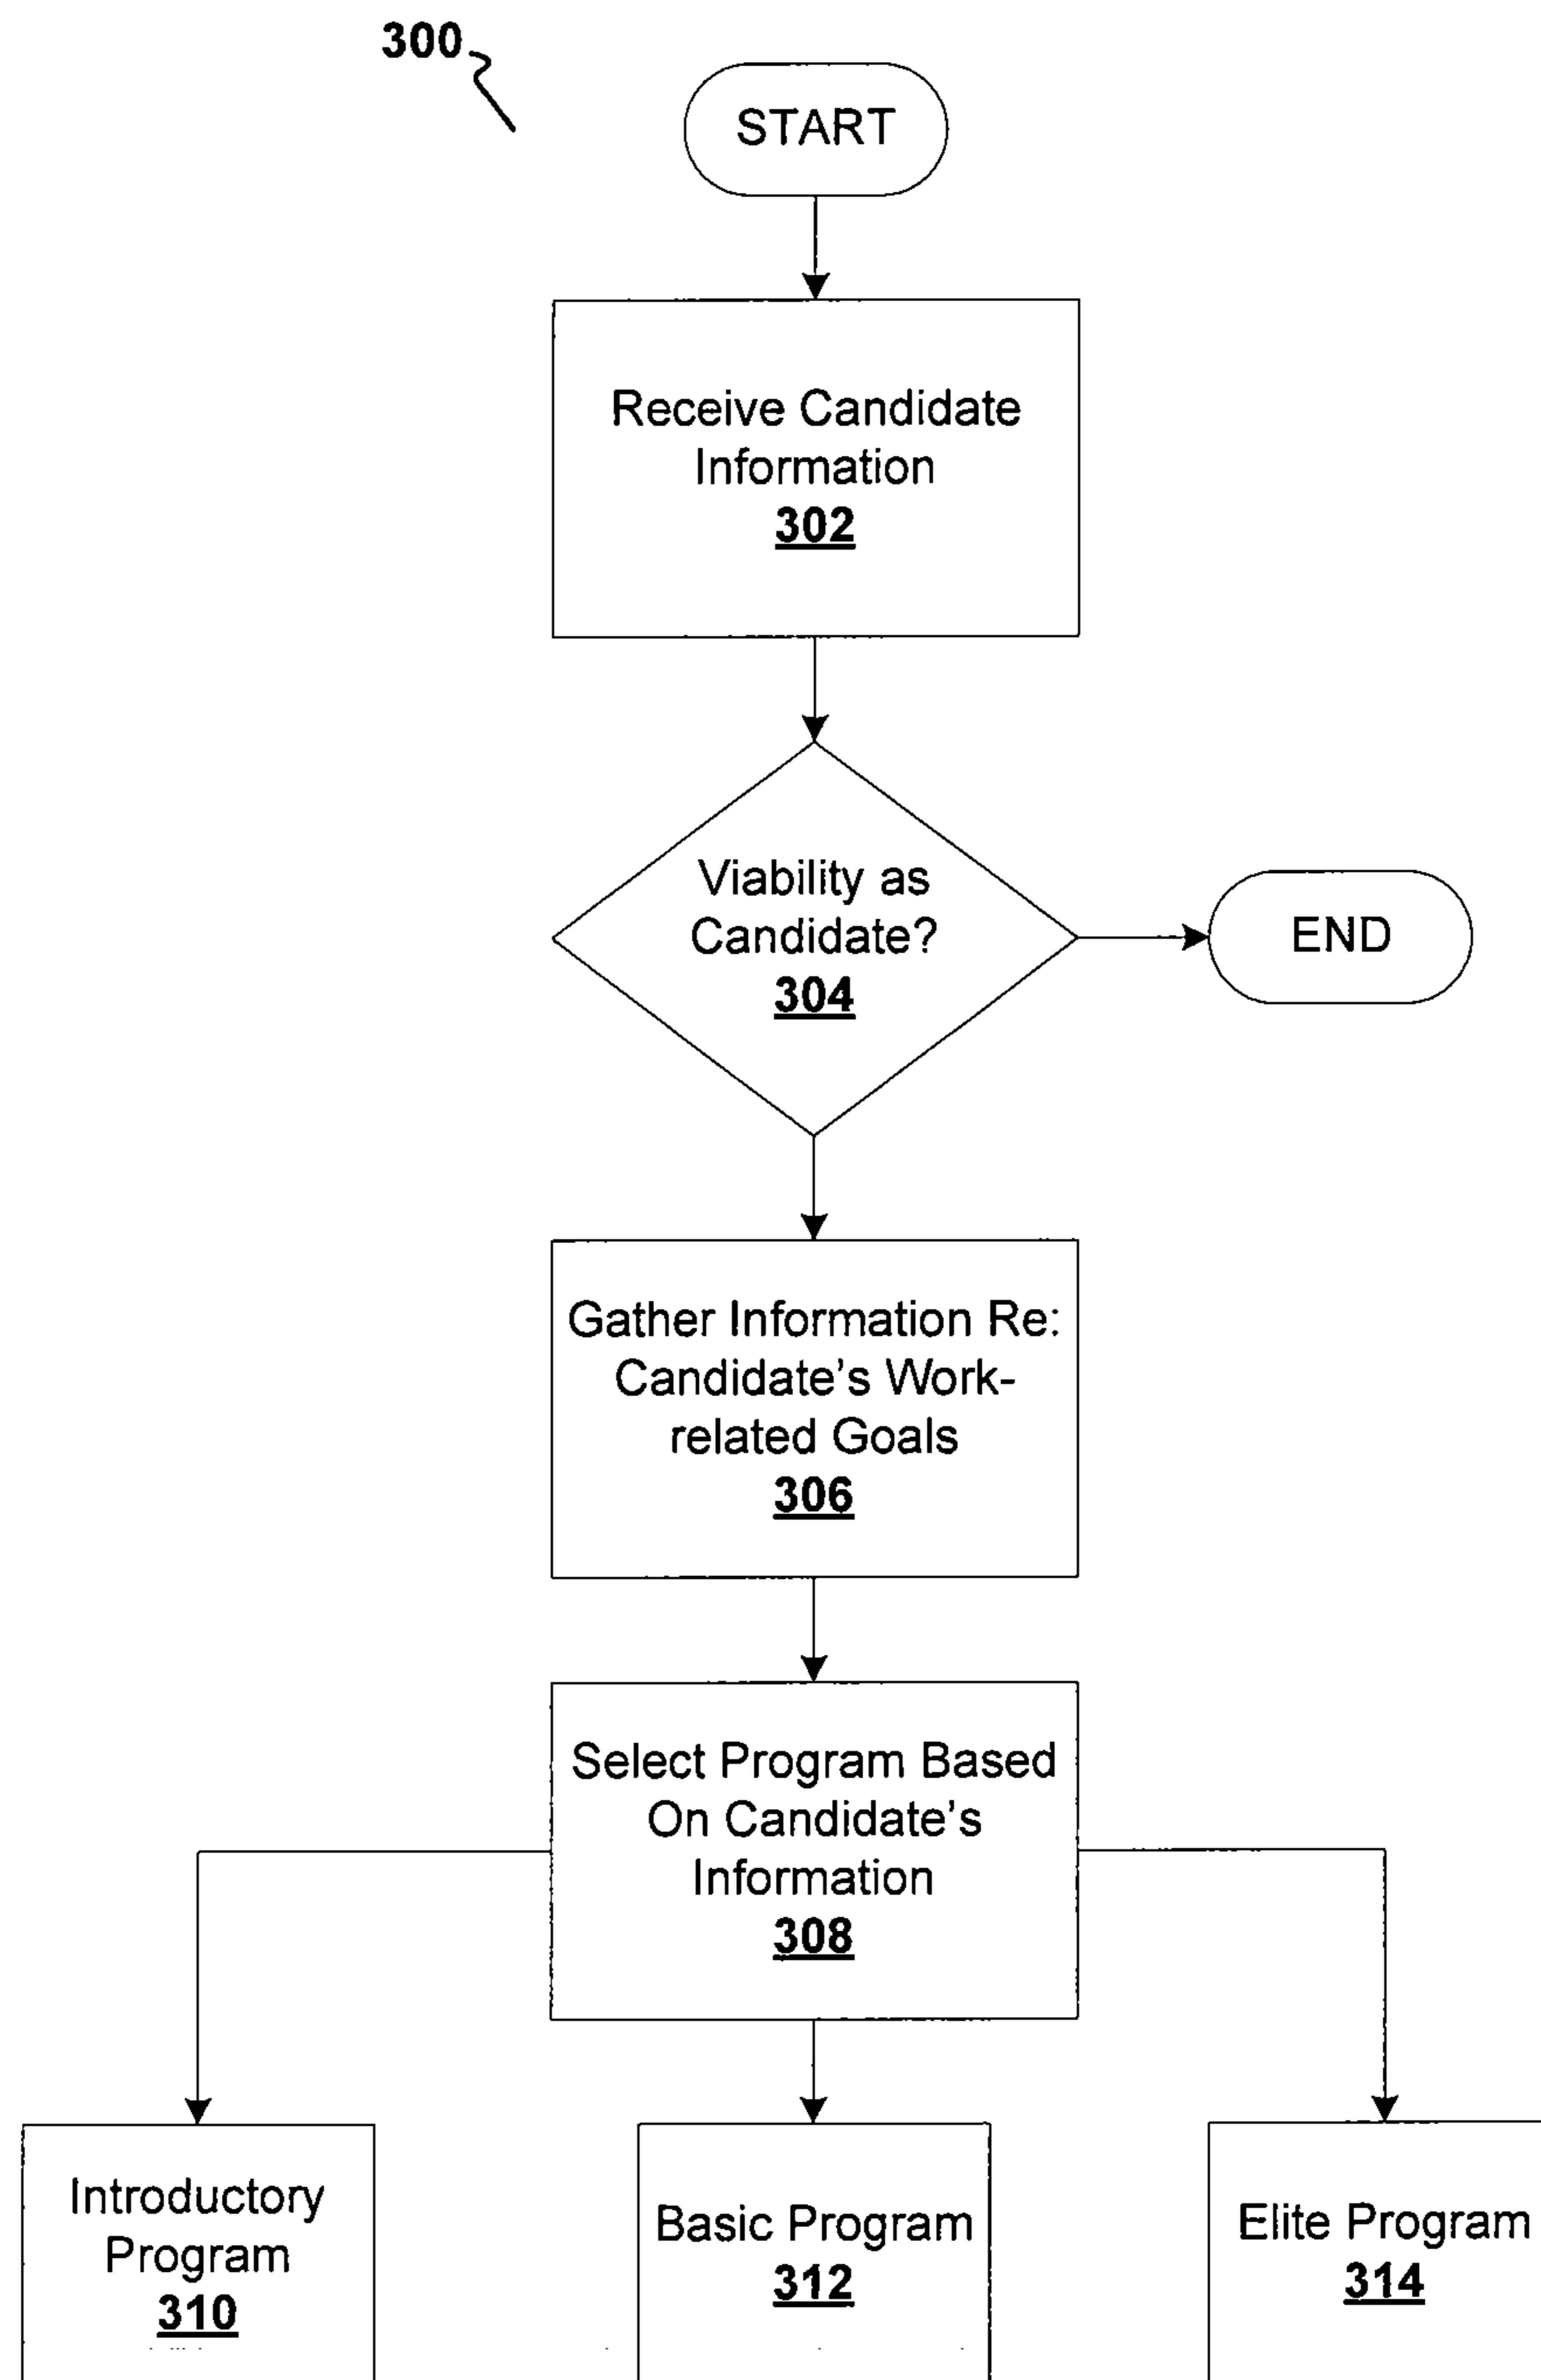 300
START
Receive Candidate
Information
302
Viability as
Candidate?
304
END
Gather Information Re:
Candidate's Work-
related Goals
306
Select Program Based
On Candidate's
Information
308
Introductory
Program
310
Basic Program
312
Elite Program
314